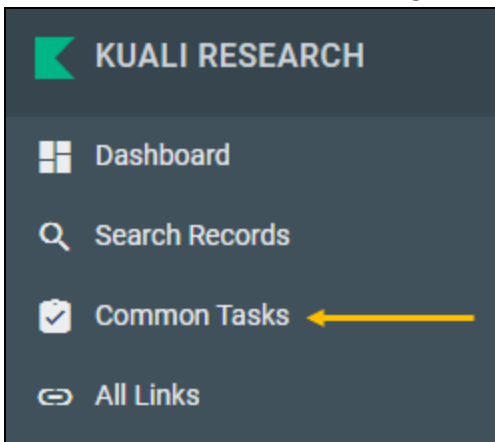 KUALI RESEARCH
Dashboard
Search Records
Common Tasks
All Links